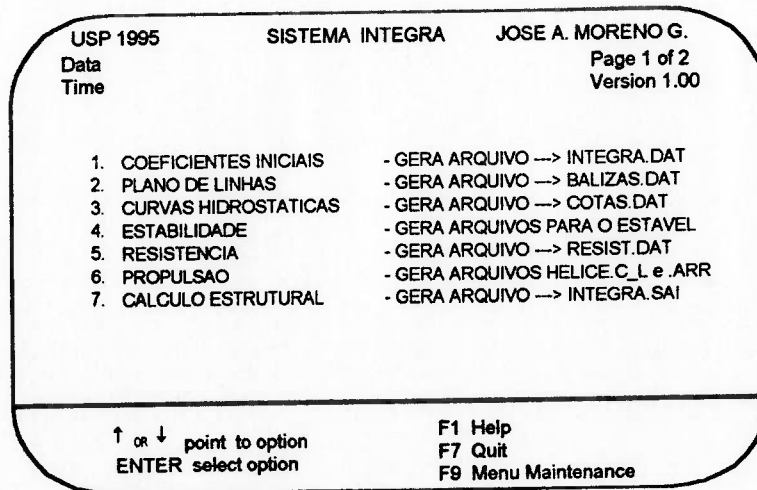 USP 1995 SISTEMA INTEGRA JOSE A. MORENO G.
Data Page 1 of 2
Time Version 1.00
1. COEFICIENTES INICIAIS - GERA ARQUIVO ---> INTEGRA.DAT
2. PLANO DE LINHAS - GERA ARQUIVO ---> BALIZAS.DAT
3. CURVAS HIDROSTATICAS - GERA ARQUIVO ---> COTAS.DAT
4. ESTABILIDADE - GERA ARQUIVOS PARA O ESTAVEL
5. RESISTENCIA - GERA ARQUIVO ---> RESIST.DAT
6. PROPULSAO - GERA ARQUIVOS HELICE.C_L e .ARR
7. CALCULO ESTRUTURAL - GERA ARQUIVO ---> INTEGRA.SAI
↑ OR ↓ point to option F1 Help
ENTER select option F7 Quit
F9 Menu Maintenance